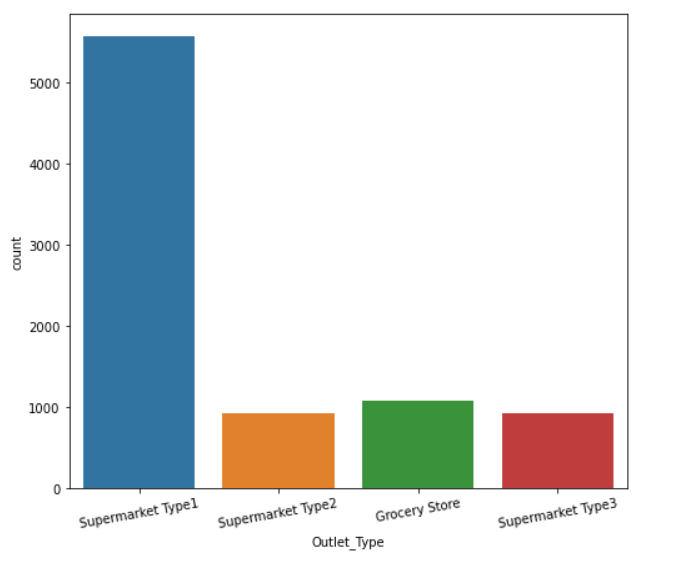 5000
4000
3000
2000
1000
0
count
Supermarket Type1
Supermarket Type2
Grocery Store
Supermarket Type3
Outlet_Type